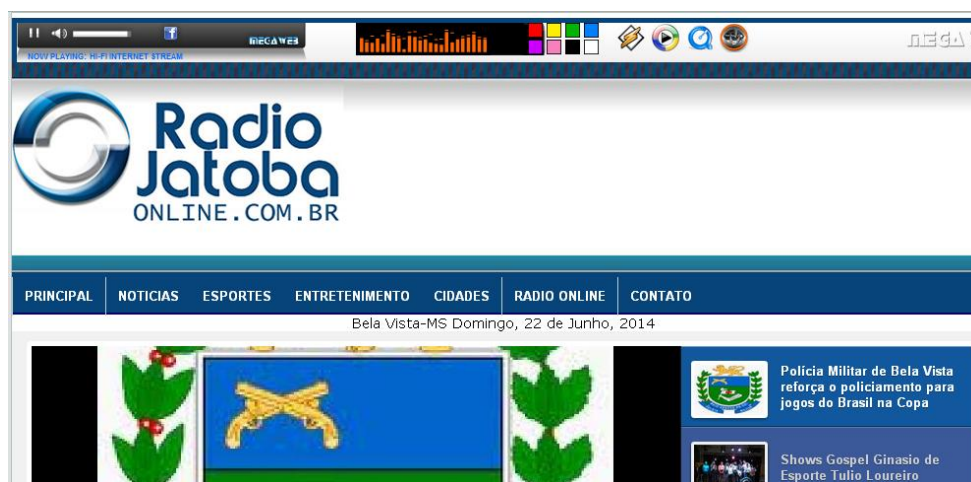 MEGAWEB
NOW PLAYING: HI-FI INTERNET STREAM
MEGA
Radio
Jatoba
ONLINE.COM.BR
PRINCIPAL NOTICIAS ESPORTES ENTRETENIMENTO CIDADES RADIO ONLINE CONTATO
Bela Vista-MS Domingo, 22 de Junho, 2014
Polícia Militar de Bela Vista
reforça o policiamento para
jogos do Brasil na Copa
Shows Gospel Ginasio de
Esporte Tulio Loureiro